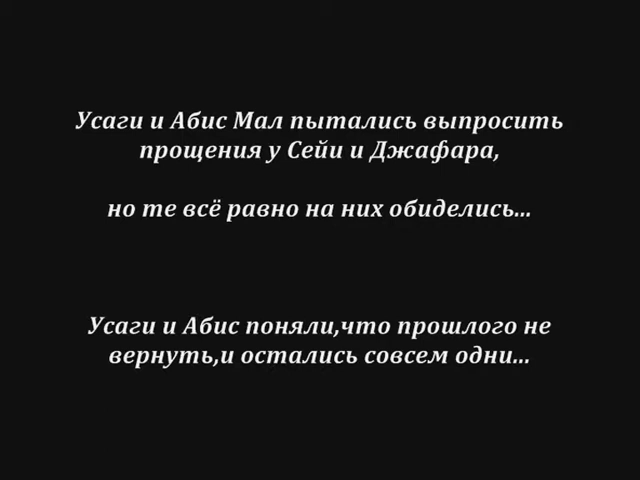 Усаги и Абис Мал пытались выпросить
прощения у Сейи и Джафара,
но те всё равно на них обиделись...
Усаги и Абис поняли,что прошлого не
вернуть,и остались совсем одни...